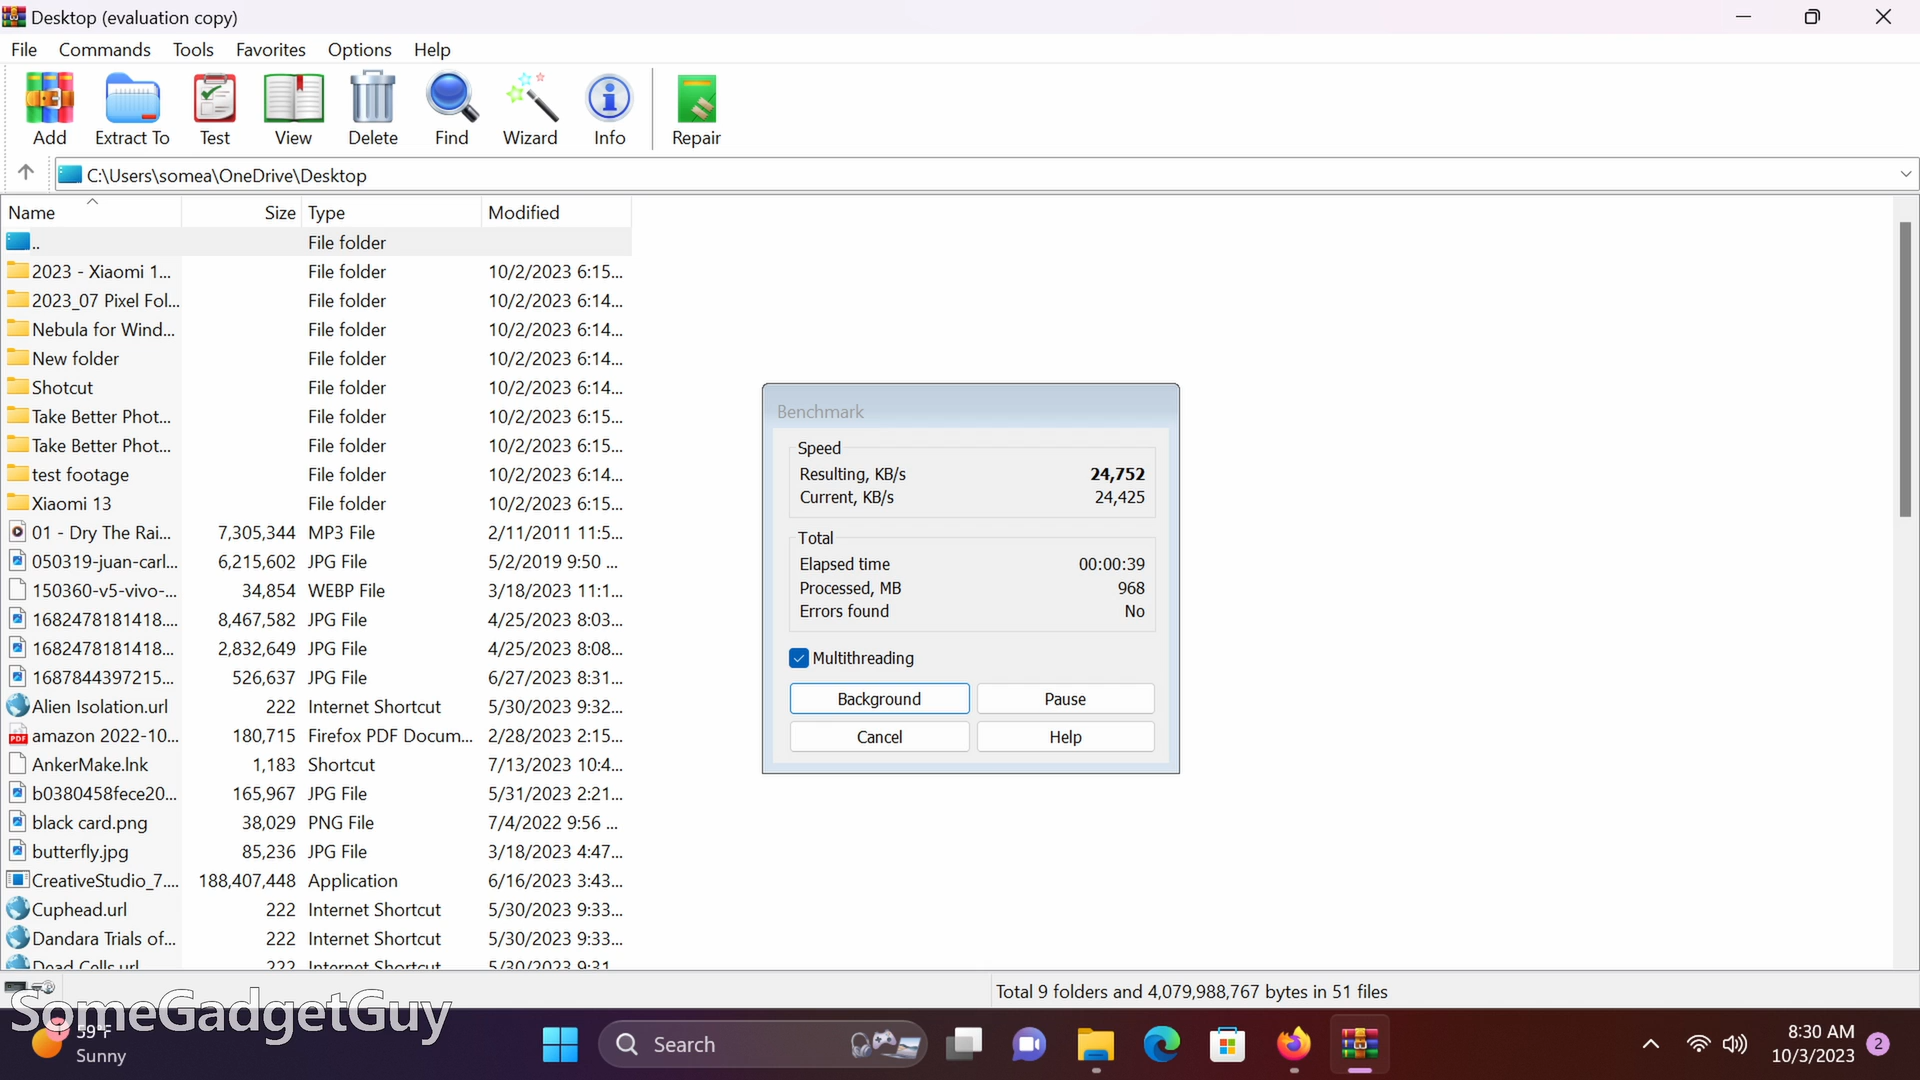 Desktop (evaluation copy)
File Commands Tools Favorites Options Help
Add Extract To Test View Delete Find Wizard Info Repair
C:\Users\somea\OneDrive\Desktop
Name Size Type Modified
.. File folder
2023 - Xiaomi 1... File folder 10/2/2023 6:15...
2023_07 Pixel Fol... File folder 10/2/2023 6:14...
Nebula for Wind... File folder 10/2/2023 6:14...
New folder File folder 10/2/2023 6:14...
Shotcut File folder 10/2/2023 6:14...
Take Better Phot... File folder 10/2/2023 6:15...
Take Better Phot... File folder 10/2/2023 6:15...
test footage File folder 10/2/2023 6:14...
Xiaomi 13 File folder 10/2/2023 6:15...
01 - Dry The Rai... 7,305,344 MP3 File 2/11/2011 11:5...
050319-juan-carl... 6,215,602 JPG File 5/2/2019 9:50 ...
150360-v5-vivo-... 34,854 WEBP File 3/18/2023 11:1...
1682478181418.... 8,467,582 JPG File 4/25/2023 8:03...
1682478181418... 2,832,649 JPG File 4/25/2023 8:08...
1687844397215... 526,637 JPG File 6/27/2023 8:31...
Alien Isolation.url 222 Internet Shortcut 5/30/2023 9:32...
amazon 2022-10... 180,715 Firefox PDF Docum... 2/28/2023 2:15...
AnkerMake.lnk 1,183 Shortcut 7/13/2023 10:4...
b0380458fece20... 165,967 JPG File 5/31/2023 2:21...
black card.png 38,029 PNG File 7/4/2022 9:56 ...
butterfly.jpg 85,236 JPG File 3/18/2023 4:47...
CreativeStudio_7.... 188,407,448 Application 6/16/2023 3:43...
Cuphead.url 222 Internet Shortcut 5/30/2023 9:33...
Dandara Trials of... 222 Internet Shortcut 5/30/2023 9:33...
Dead Cells.url 222 Internet Shortcut 5/30/2023 9:31
Benchmark
Speed
Resulting, KB/s 24,752
Current, KB/s 24,425
Total
Elapsed time 00:00:39
Processed, MB 968
Errors found No
Multithreading
Background Pause
Cancel Help
Total 9 folders and 4,079,988,767 bytes in 51 files
SomeGadgetGuy
1
59°F
Sunny
Search
8:30 AM
10/3/2023
2